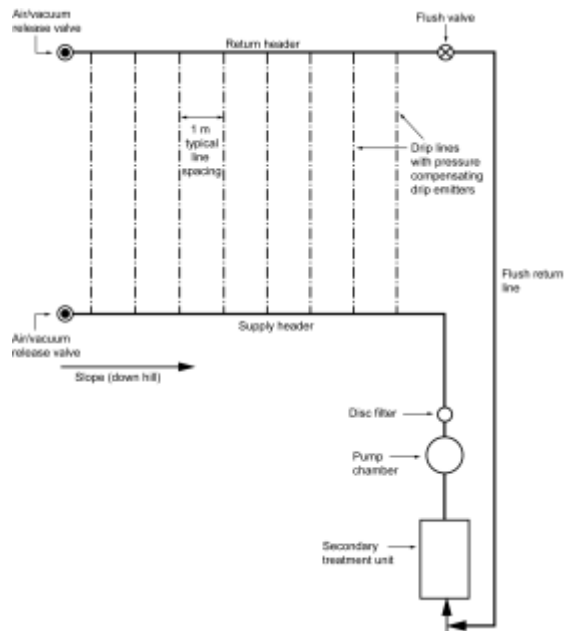 Air/vacuum
release valve
Flush valve
Return header
1 m
typical
line
spacing
Drip lines
with pressure
compensating
drip emitters
Flush return
line
Supply header
Air/vacuum
release valve
Slope (down hill)
Disc filter
Pump
chamber
Secondary
treatment unit